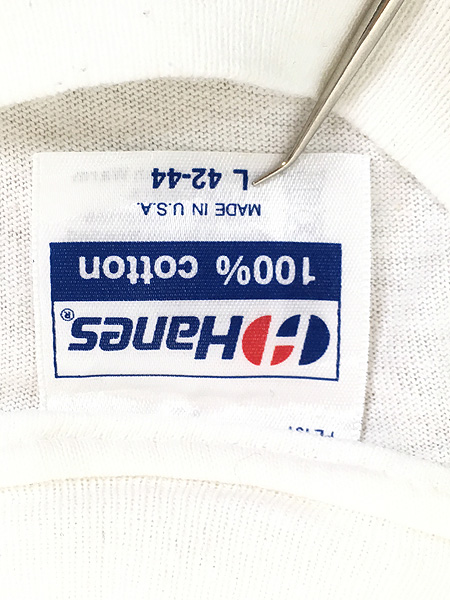 Hanes®
100% cotton
MADE IN U.S.A.
L 42-44